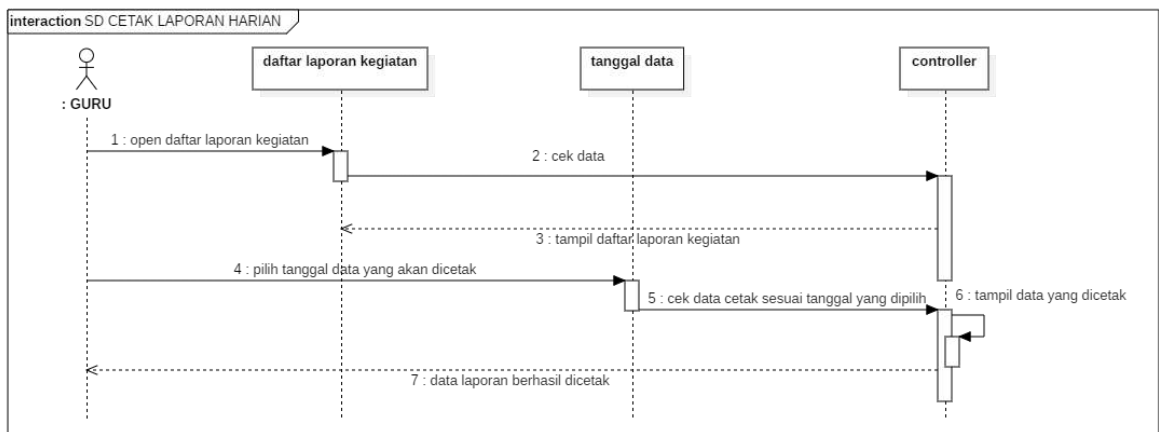 interaction SD CETAK LAPORAN HARIAN
daftar laporan kegiatan
tanggal data
controller
: GURU
1 : open daftar laporan kegiatan
2 : cek data
3 : tampil daftar laporan kegiatan
4 : pilih tanggal data yang akan dicetak
5 : cek data cetak sesuai tanggal yang dipilih
6 : tampil data yang dicetak
7 : data laporan berhasil dicetak